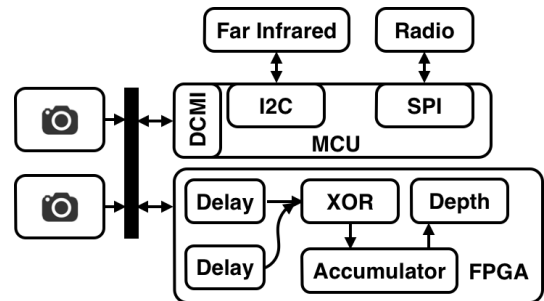 Far Infrared
Radio
DCMI
I2C
SPI
MCU
Delay
XOR
Depth
Delay
Accumulator
FPGA